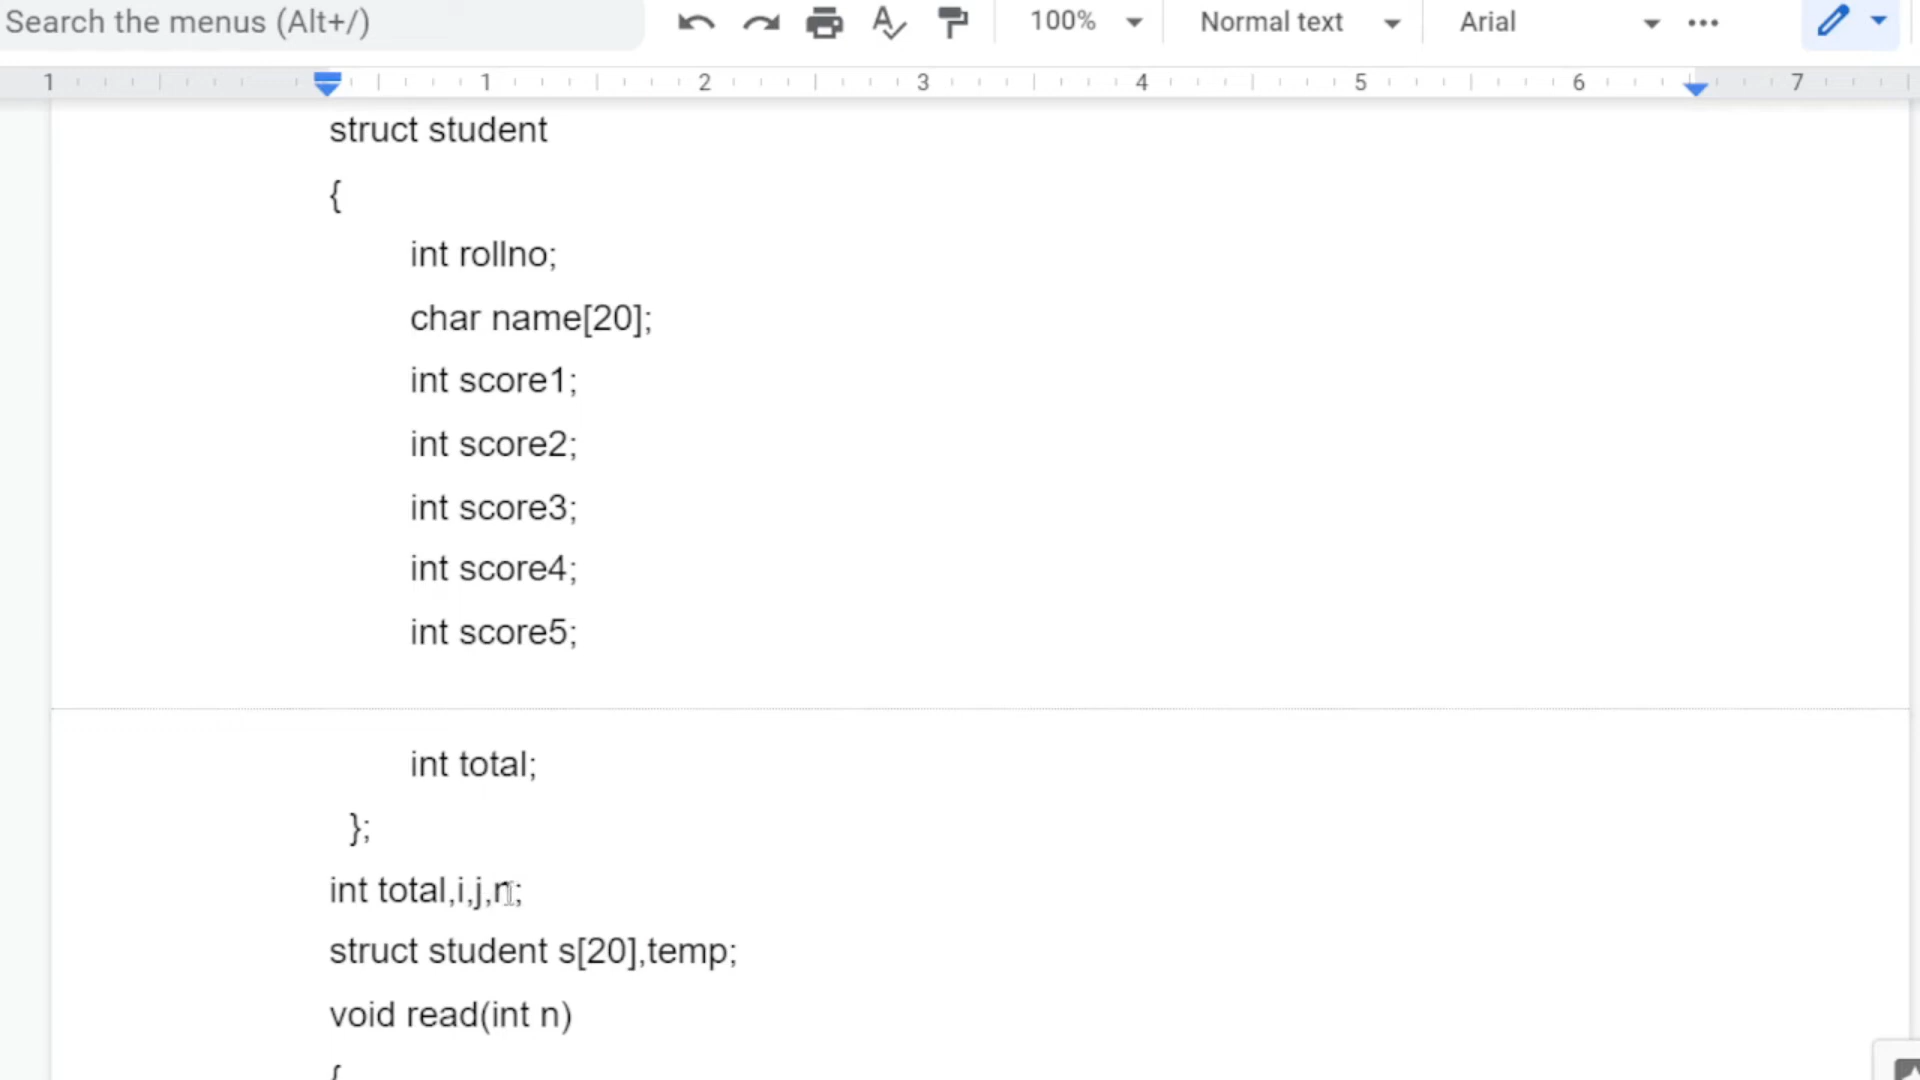 Search the menus (Alt+/) 100% Normal text Arial
1 1 2 3 4 5 6 7
struct student
{
int rollno;
char name[20];
int score1;
int score2;
int score3;
int score4;
int score5;
int total;
};
int total,i,j,n;
struct student s[20],temp;
void read(int n)
{